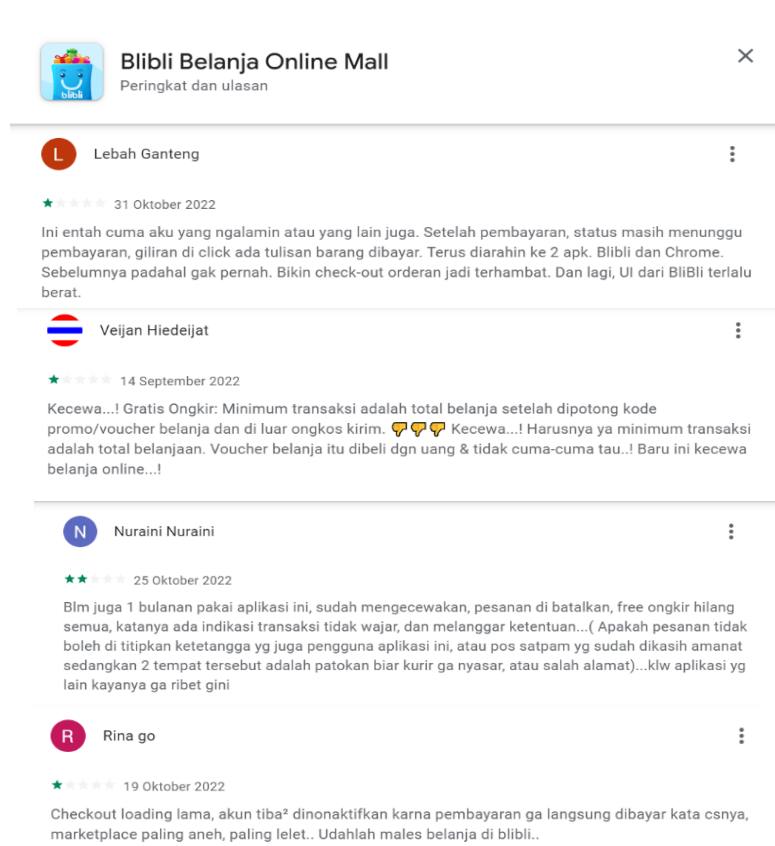 Blibli Belanja Online Mall
Peringkat dan ulasan
blibli
L
Lebah Ganteng
31 Oktober 2022
Ini entah cuma aku yang ngalamin atau yang lain juga. Setelah pembayaran, status masih menunggu
pembayaran, giliran di click ada tulisan barang dibayar. Terus diarahin ke 2 apk. Blibli dan Chrome.
Sebelumnya padahal gak pernah. Bikin check-out orderan jadi terhambat. Dan lagi, UI dari BliBli terlalu
berat.
Veijan Hiedeijat
14 September 2022
Kecewa...! Gratis Ongkir: Minimum transaksi adalah total belanja setelah dipotong kode
promo/voucher belanja dan di luar ongkos kirim. 👎👎👎 Kecewa...! Harusnya ya minimum transaksi
adalah total belanjaan. Voucher belanja itu dibeli dgn uang & tidak cuma-cuma tau..! Baru ini kecewa
belanja online...!
N
Nuraini Nuraini
25 Oktober 2022
Blm juga 1 bulanan pakai aplikasi ini, sudah mengecewakan, pesanan di batalkan, free ongkir hilang
semua, katanya ada indikasi transaksi tidak wajar, dan melanggar ketentuan...( Apakah pesanan tidak
boleh di titipkan ketetangga yg juga pengguna aplikasi ini, atau pos satpam yg sudah dikasih amanat
sedangkan 2 tempat tersebut adalah patokan biar kurir ga nyasar, atau salah alamat)...klw aplikasi yg
lain kayanya ga ribet gini
R
Rina go
19 Oktober 2022
Checkout loading lama, akun tiba² dinonaktifkan karna pembayaran ga langsung dibayar kata csnya,
marketplace paling aneh, paling lelet.. Udahlah males belanja di blibli..